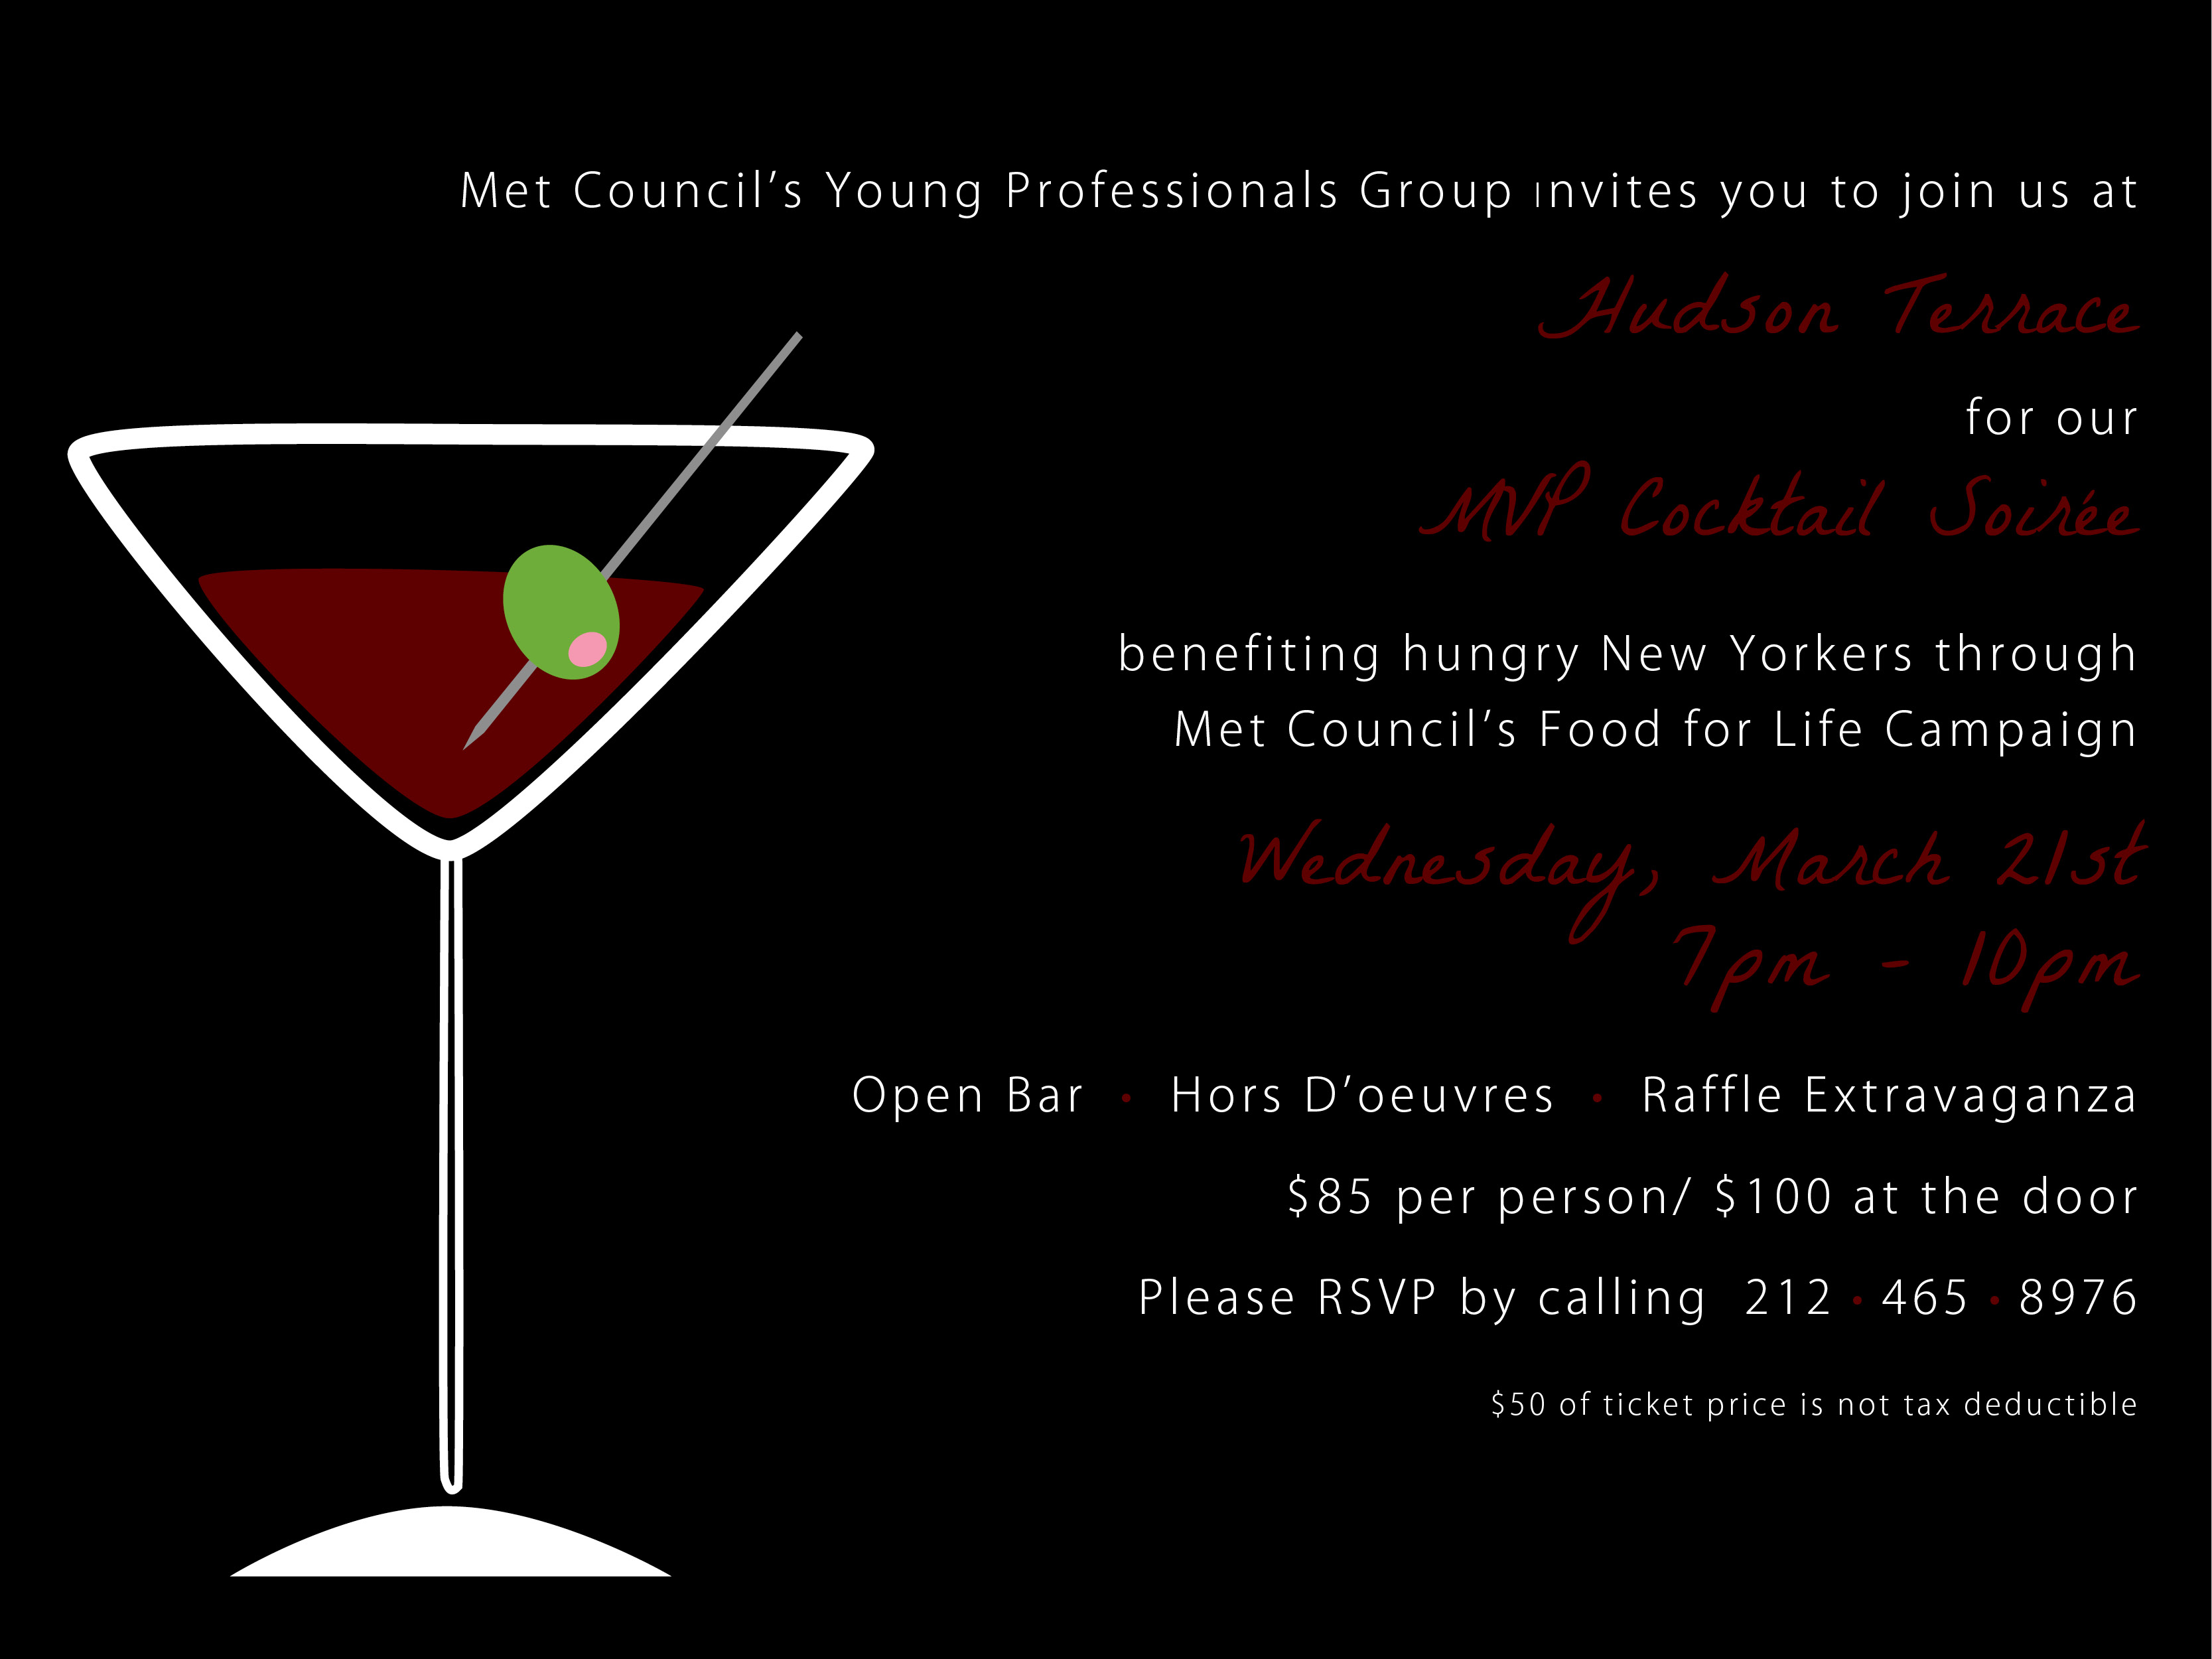 Met Council’s Young Professionals Group invites you to join us at
Hudson Terrace
for our
MVP Cocktail Soirée
benefiting hungry New Yorkers through
Met Council’s Food for Life Campaign
Wednesday, March 21st
7pm - 10pm
Open Bar • Hors D’oeuvres • Raffle Extravaganza
$85 per person/ $100 at the door
Please RSVP by calling 212 • 465 • 8976
$50 of ticket price is not tax deductible